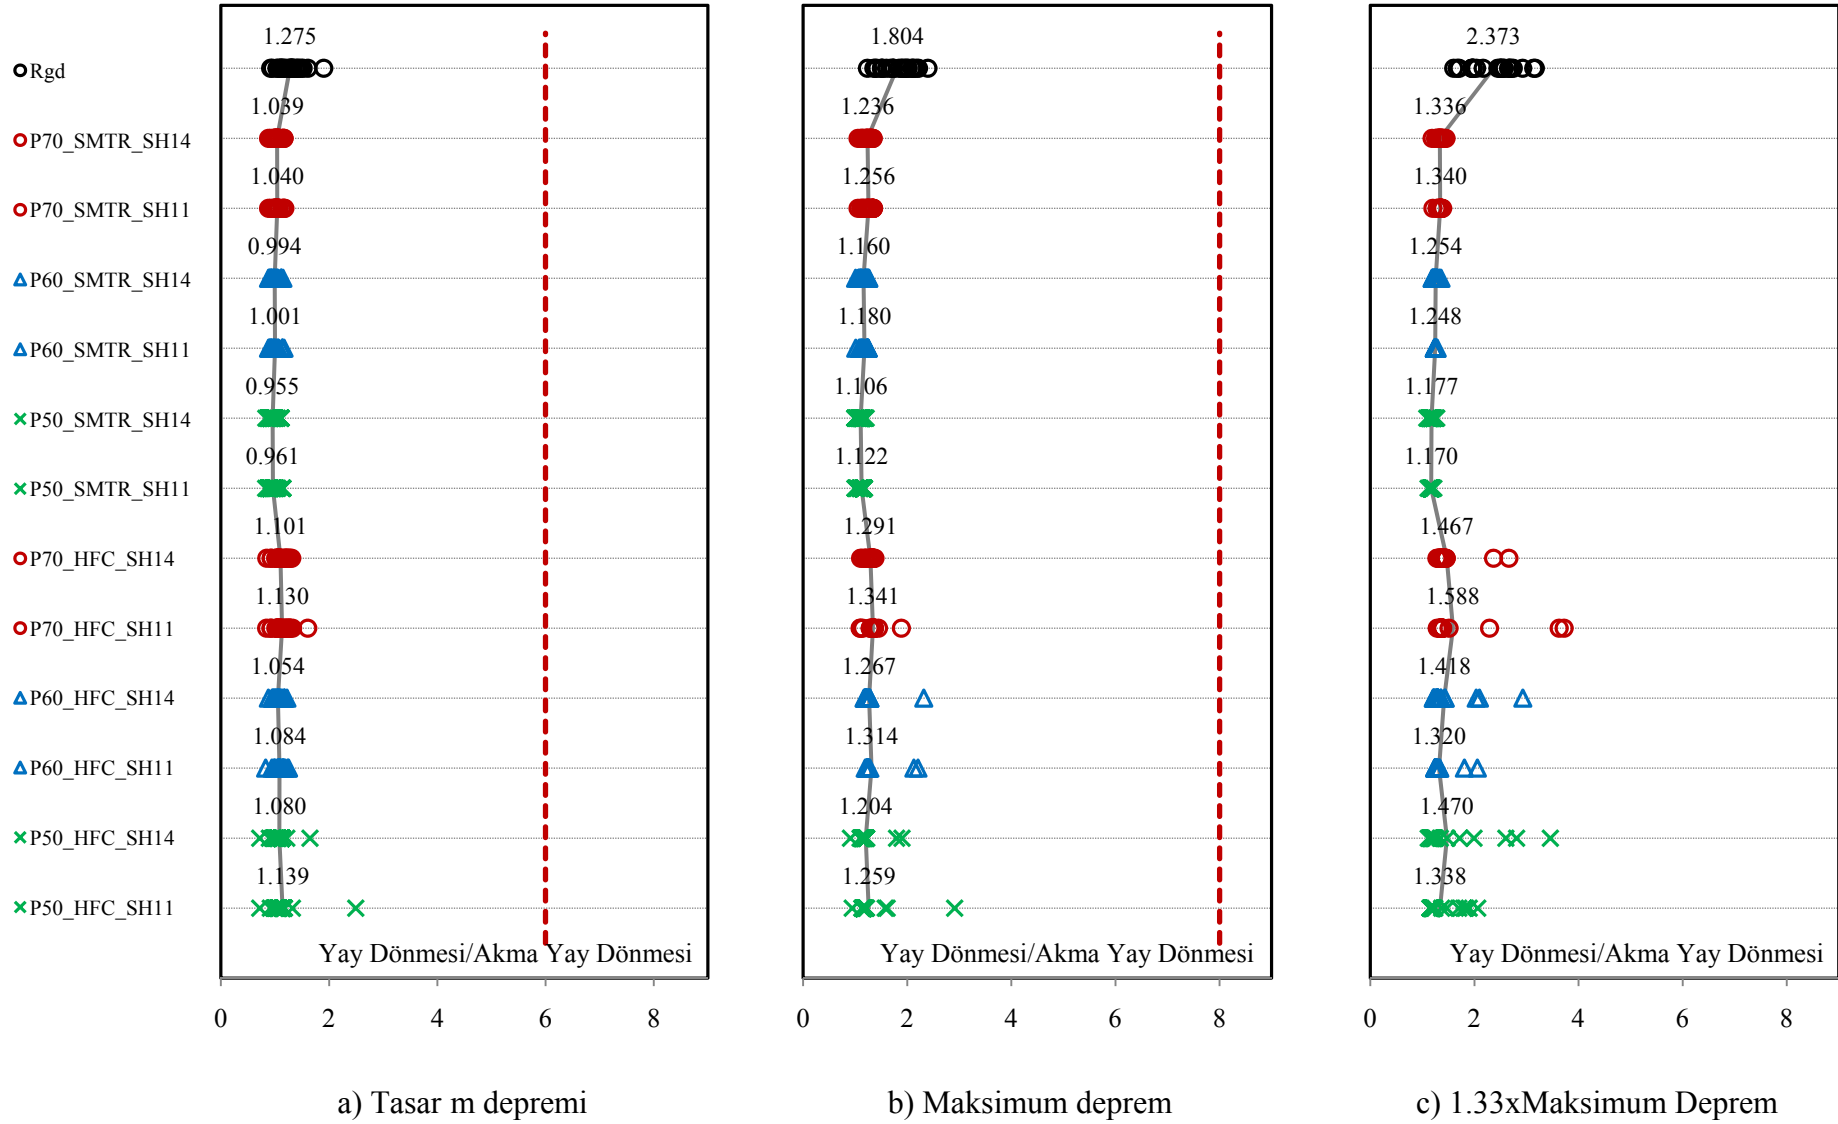 Rgd
P70_SMTR_SH14
P70_SMTR_SH11
P60_SMTR_SH14
P60_SMTR_SH11
P50_SMTR_SH14
P50_SMTR_SH11
P70_HFC_SH14
P70_HFC_SH11
P60_HFC_SH14
P60_HFC_SH11
P50_HFC_SH14
P50_HFC_SH11
1.275
1.039
1.040
0.994
1.001
0.955
0.961
1.101
1.130
1.054
1.084
1.080
1.139
Yay Dönmesi/Akma Yay Dönmesi
0 2 4 6 8
a) Tasar m depremi
1.804
1.236
1.256
1.160
1.180
1.106
1.122
1.291
1.341
1.267
1.314
1.204
1.259
Yay Dönmesi/Akma Yay Dönmesi
0 2 4 6 8
b) Maksimum deprem
2.373
1.336
1.340
1.254
1.248
1.177
1.170
1.467
1.588
1.418
1.320
1.470
1.338
Yay Dönmesi/Akma Yay Dönmesi
0 2 4 6 8
c) 1.33xMaksimum Deprem